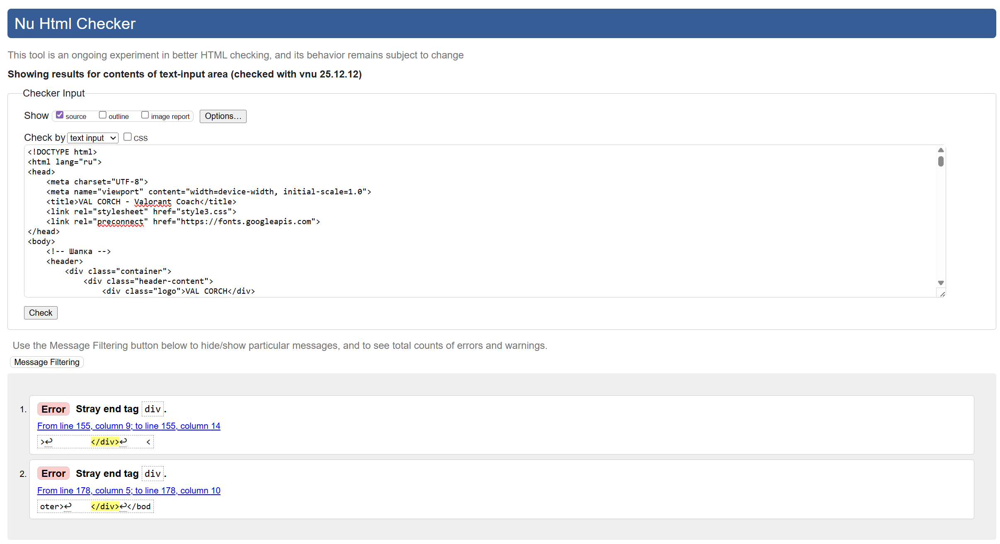 Nu Html Checker
This tool is an ongoing experiment in better HTML checking, and its behavior remains subject to change
Showing results for contents of text-input area (checked with vnu 25.12.12)
Checker Input
Show source outline image report Options...
Check by text input CSS
<!DOCTYPE html>
<html lang="ru">
<head>
    <meta charset="UTF-8">
    <meta name="viewport" content="width=device-width, initial-scale=1.0">
    <title>VAL CORCH - Valorant Coach</title>
    <link rel="stylesheet" href="style3.css">
    <link rel="preconnect" href="https://fonts.googleapis.com">
</head>
<body>
    <!-- Шапка -->
    <header>
        <div class="container">
            <div class="header-content">
                <div class="logo">VAL CORCH</div>
Check
Use the Message Filtering button below to hide/show particular messages, and to see total counts of errors and warnings.
Message Filtering
1. Error Stray end tag div.
From line 155, column 9; to line 155, column 14
>↩        </div>↩    <
2. Error Stray end tag div.
From line 178, column 5; to line 178, column 10
oter>↩    </div>↩</bod